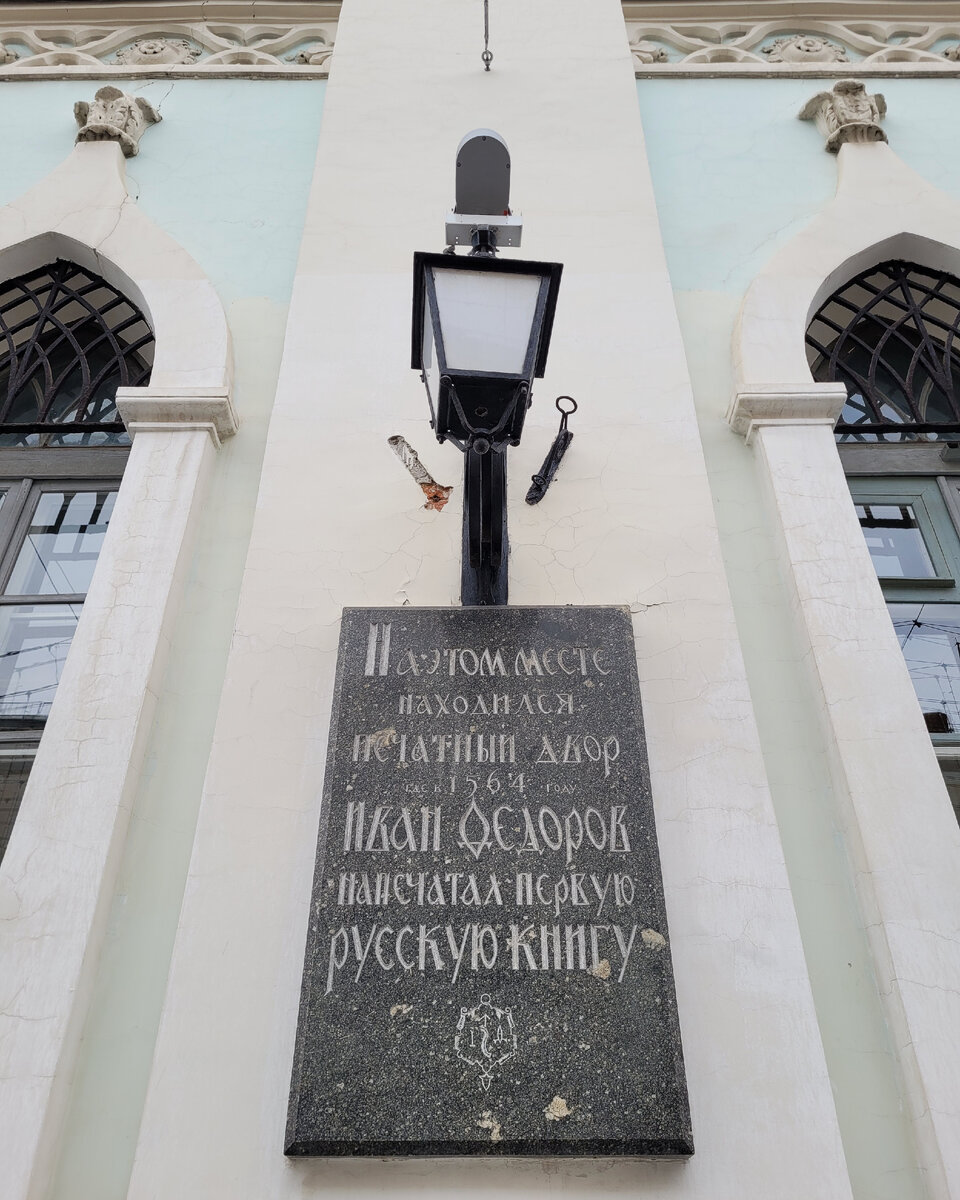 На этом месте
находился
печатный двор
где в 1564 году
Иван Федоров
напечатал первую
русскую книгу